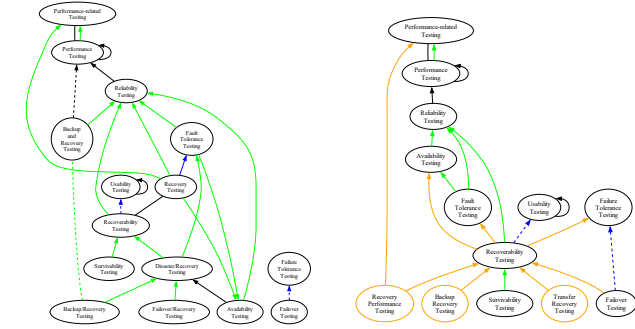 Performance-related
Testing
Performance
Testing
Reliability
Testing
Backup
and
Recovery
Testing
Fault
Tolerance
Testing
Usability
Testing
Recovery
Testing
Recoverability
Testing
Survivability
Testing
Disaster/Recovery
Testing
Failure
Tolerance
Testing
Backup/Recovery
Testing
Failover/Recovery
Testing
Availability
Testing
Failover
Testing
Performance-related
Testing
Performance
Testing
Reliability
Testing
Availability
Testing
Fault
Tolerance
Testing
Usability
Testing
Failure
Tolerance
Testing
Recoverability
Testing
Recovery
Performance
Testing
Backup
Recovery
Testing
Survivability
Testing
Transfer
Recovery
Testing
Failover
Testing